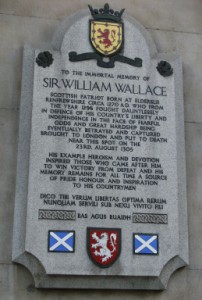 TO THE IMMORTAL MEMORY OF
SIR WILLIAM WALLACE
SCOTTISH PATRIOT BORN AT ELDERSLIE
RENFREWSHIRE CIRCA 1270 A.D. WHO FROM
THE YEAR 1296 FOUGHT DAUNTLESSLY
IN DEFENCE OF HIS COUNTRY'S LIBERTY AND
INDEPENDENCE IN THE FACE OF FEARFUL
ODDS AND GREAT HARDSHIP BEING
EVENTUALLY BETRAYED AND CAPTURED
BROUGHT TO LONDON AND PUT TO DEATH
NEAR THIS SPOT ON THE
23RD AUGUST 1305
HIS EXAMPLE HEROISM AND DEVOTION
INSPIRED THOSE WHO CAME AFTER HIM
TO WIN VICTORY FROM DEFEAT AND HIS
MEMORY REMAINS FOR ALL TIME A SOURCE
OF PRIDE HONOUR AND INSPIRATION
TO HIS COUNTRYMEN
DICO TIBI VERUM LIBERTAS OPTIMA RERUM
NUNQUAM SERVILI SUB NEXU VIVITO FILI
BAS AGUS BUAIDH